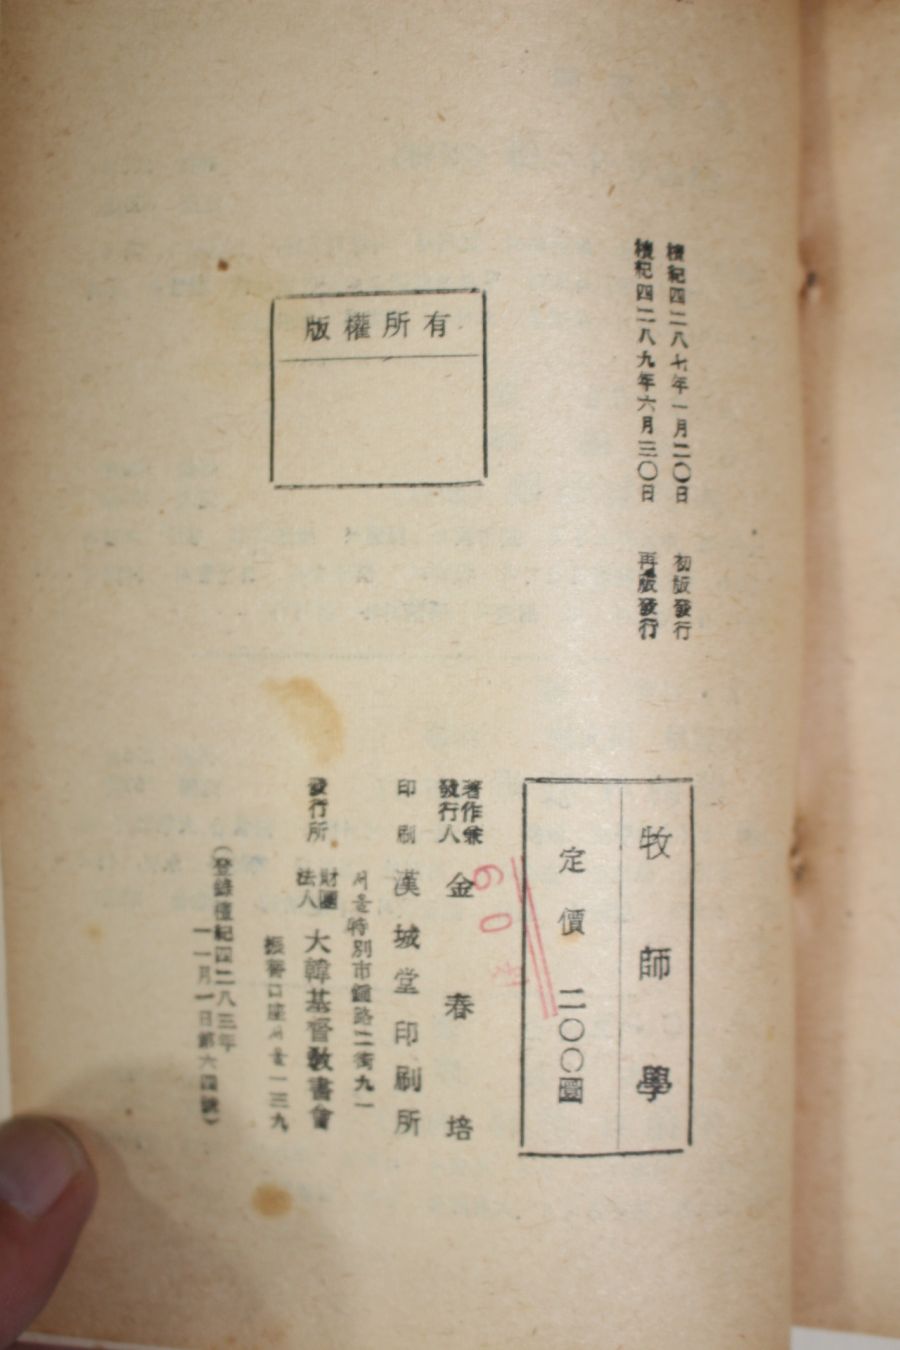 檀紀四二八七年一月二〇日 初版發行
檀紀四二八九年六月三〇日 再版發行
版權所有
牧師學
定價 二〇〇圜
著作兼
發行人 金春培
印刷 漢城堂印刷所
서울特別市鍾路二街九一
發行所 財團
法人 大韓基督敎書會
振替口座서울一三九
(登錄檀紀四二八三年
一一月一日第六四號)
60